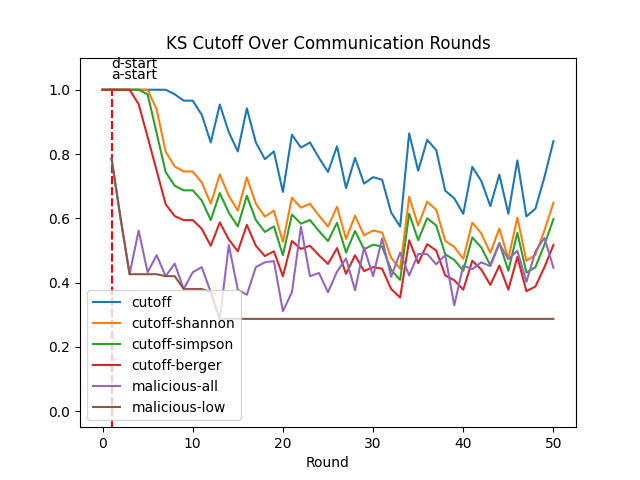 KS Cutoff Over Communication Rounds
d-start
a-start
1.0
0.8
0.6
0.4
0.2
0.0
cutoff
cutoff-shannon
cutoff-simpson
cutoff-berger
malicious-all
malicious-low
0 10 20 30 40 50
Round